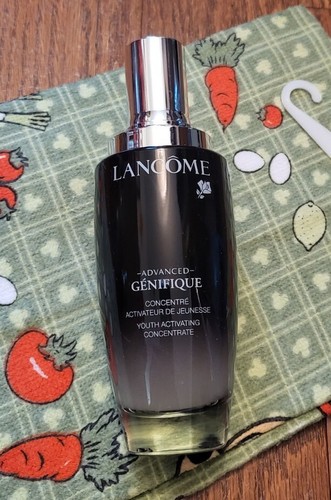 LANCÔME
-ADVANCED-
GÉNIFIQUE
CONCENTRÉ
ACTIVATEUR DE JEUNESSE
YOUTH ACTIVATING
CONCENTRATE